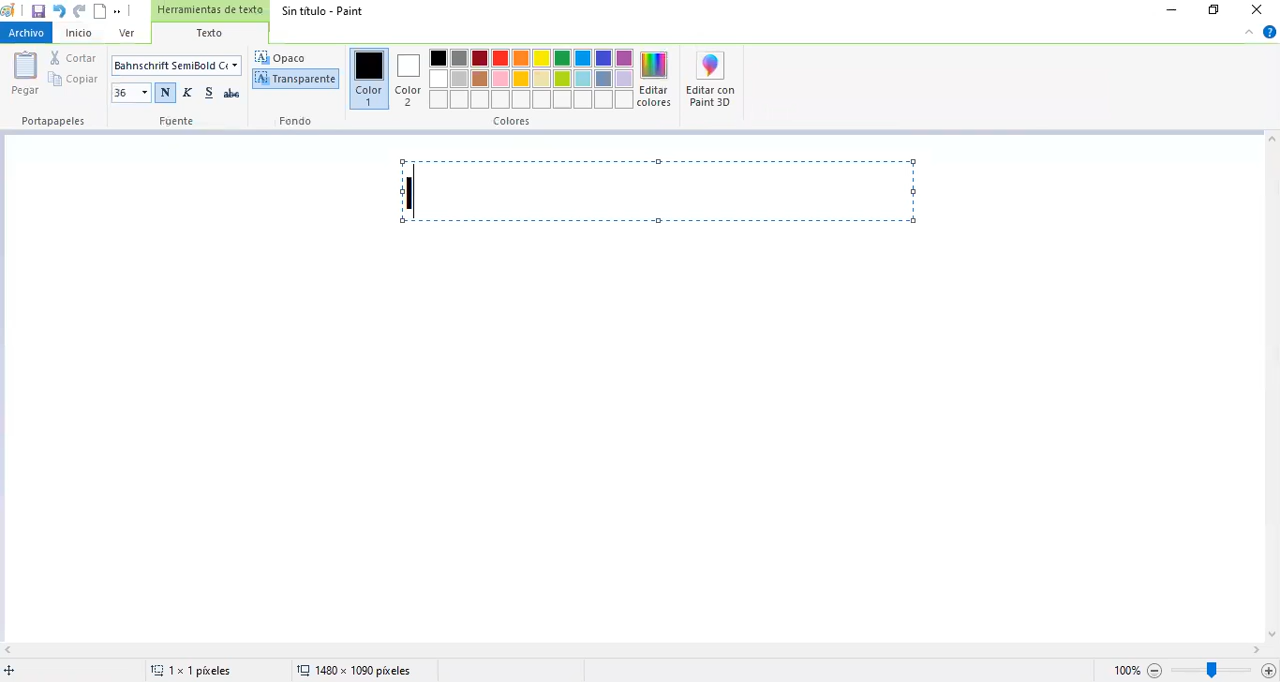 Herramientas de texto
Sin título - Paint
Archivo
Inicio
Ver
Texto
Pegar
Cortar
Copiar
Portapapeles
Bahnschrift SemiBold Co
36
N K S abc
Fuente
Opaco
Transparente
Fondo
Color 1
Color 2
Editar colores
Colores
Editar con Paint 3D
I
1 × 1 píxeles
1480 × 1090 píxeles
100%